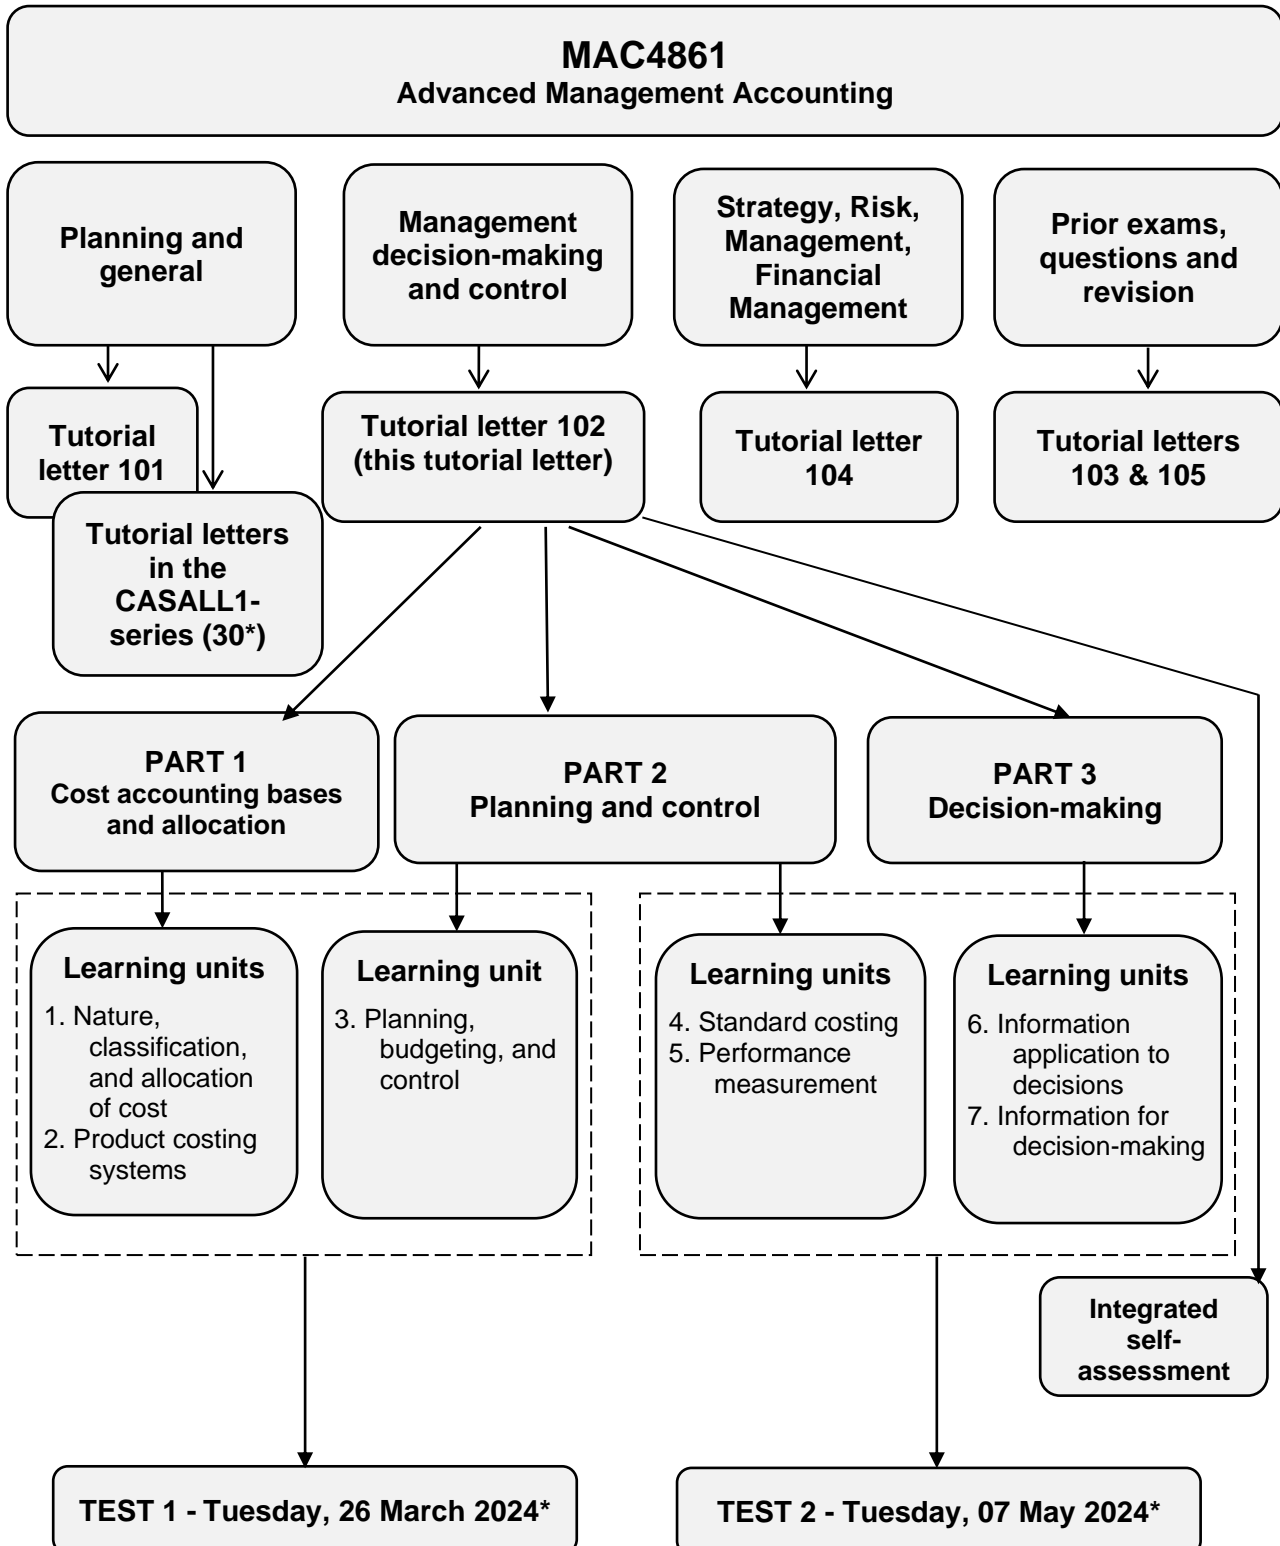 MAC4861
Advanced Management Accounting
Planning and
general
Management
decision-making
and control
Strategy, Risk,
Management,
Financial
Management
Prior exams,
questions and
revision
Tutorial
letter 101
Tutorial letters
in the
CASALL1-
series (30*)
Tutorial letter 102
(this tutorial letter)
Tutorial letter
104
Tutorial letters
103 & 105
PART 1
Cost accounting bases
and allocation
PART 2
Planning and control
PART 3
Decision-making
Learning units
1. Nature,
classification,
and allocation
of cost
2. Product costing
systems
Learning unit
3. Planning,
budgeting, and
control
Learning units
4. Standard costing
5. Performance
measurement
Learning units
6. Information
application to
decisions
7. Information for
decision-making
Integrated
self-
assessment
TEST 1 - Tuesday, 26 March 2024*
TEST 2 - Tuesday, 07 May 2024*